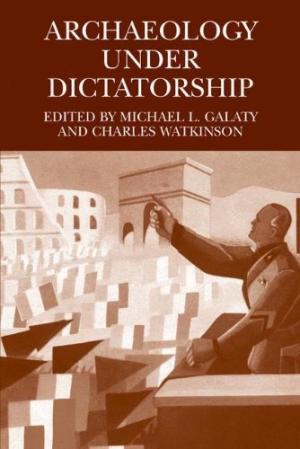 ARCHAEOLOGY
UNDER
DICTATORSHIP
EDITED BY MICHAEL L. GALATY
AND CHARLES WATKINSON